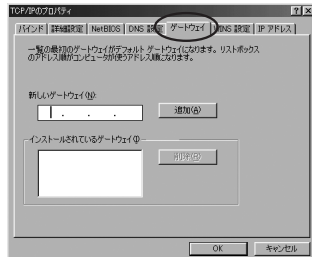 TCP/IPのプロパティ
バインド 詳細設定 NetBIOS DNS 設定 ゲートウェイ WINS 設定 IP アドレス
一覧の最初のゲートウェイがデフォルト ゲートウェイになります。リストボックス
のアドレス順がコンピュータが使うアドレス順になります。
新しいゲートウェイ(N):
追加(A)
インストールされているゲートウェイ(I):
削除(R)
OK キャンセル